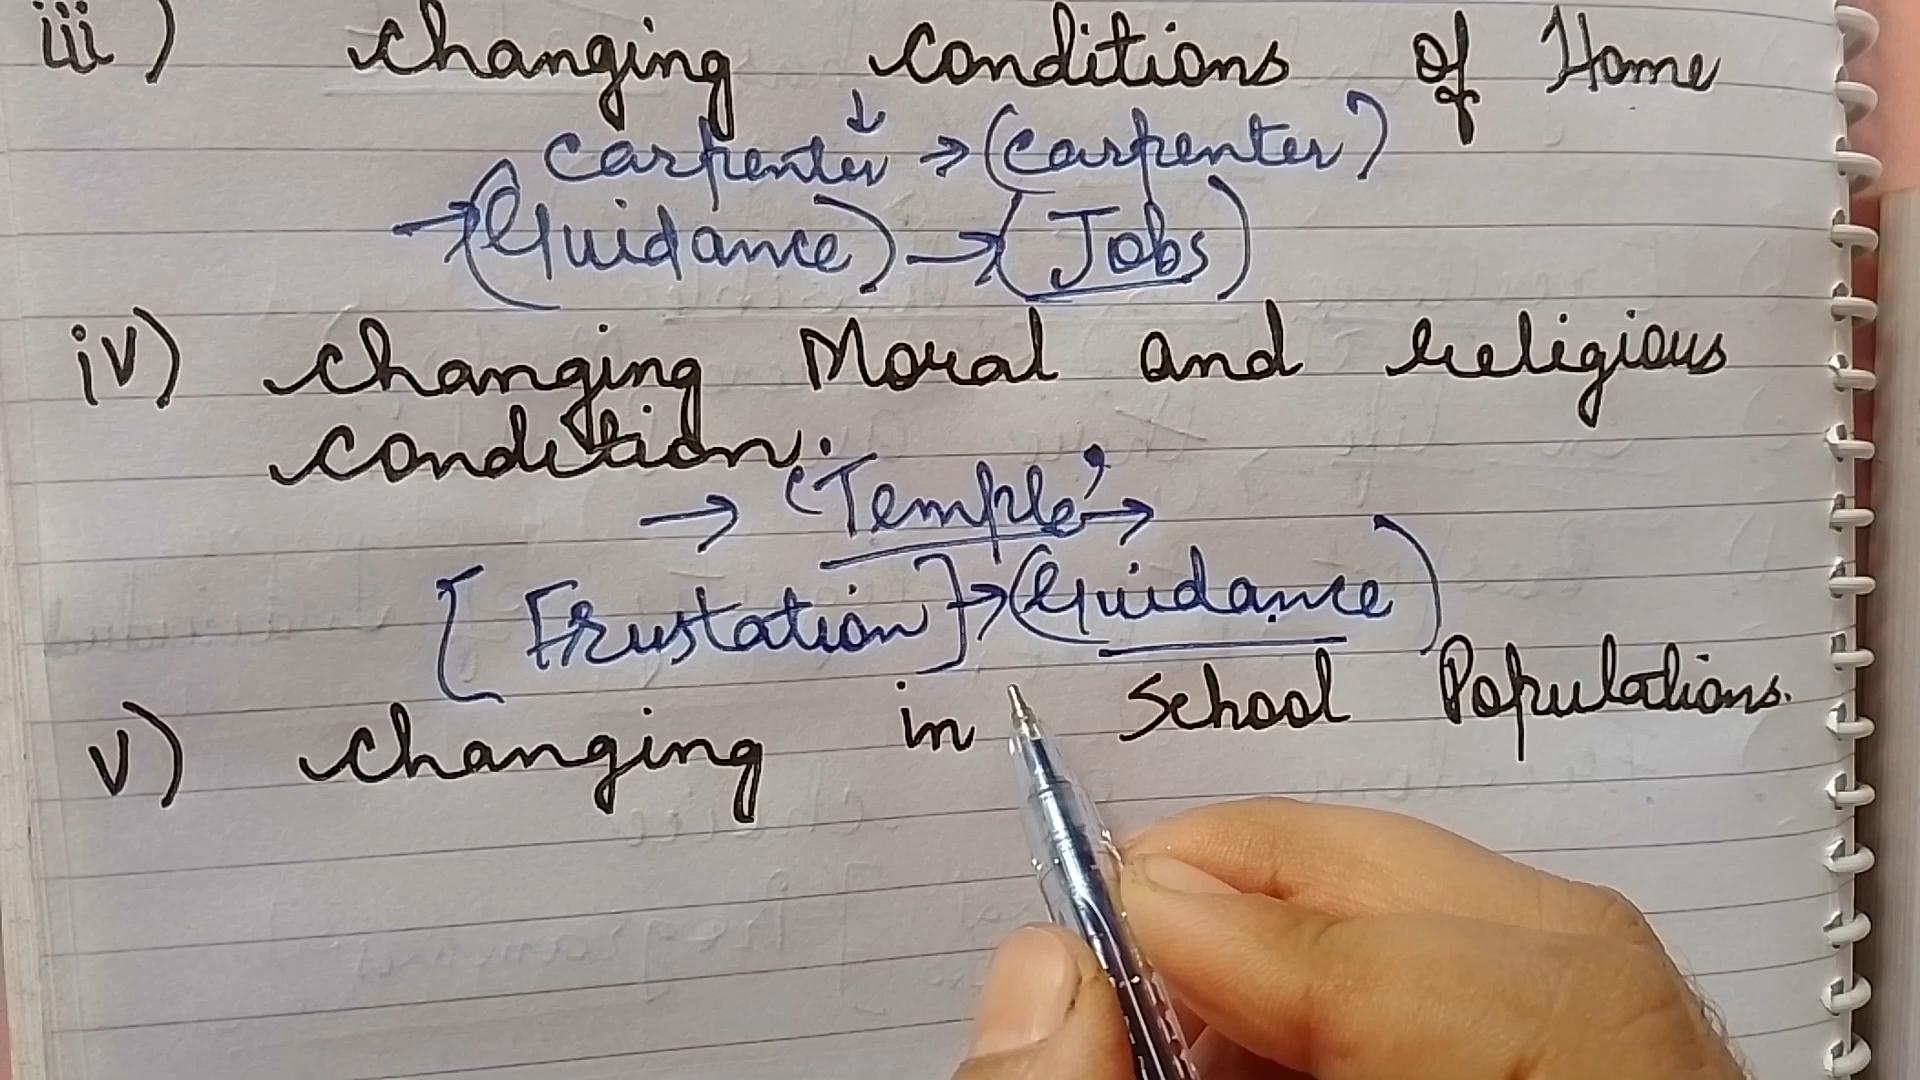 iii) changing conditions of Home
↓
carpenter → (carpenter)
→ (Guidance) → (Jobs)
iv) changing Moral and religious
condition.
→ 'Temple' →
[Frustation] → (Guidance)
v) changing in School Populations.